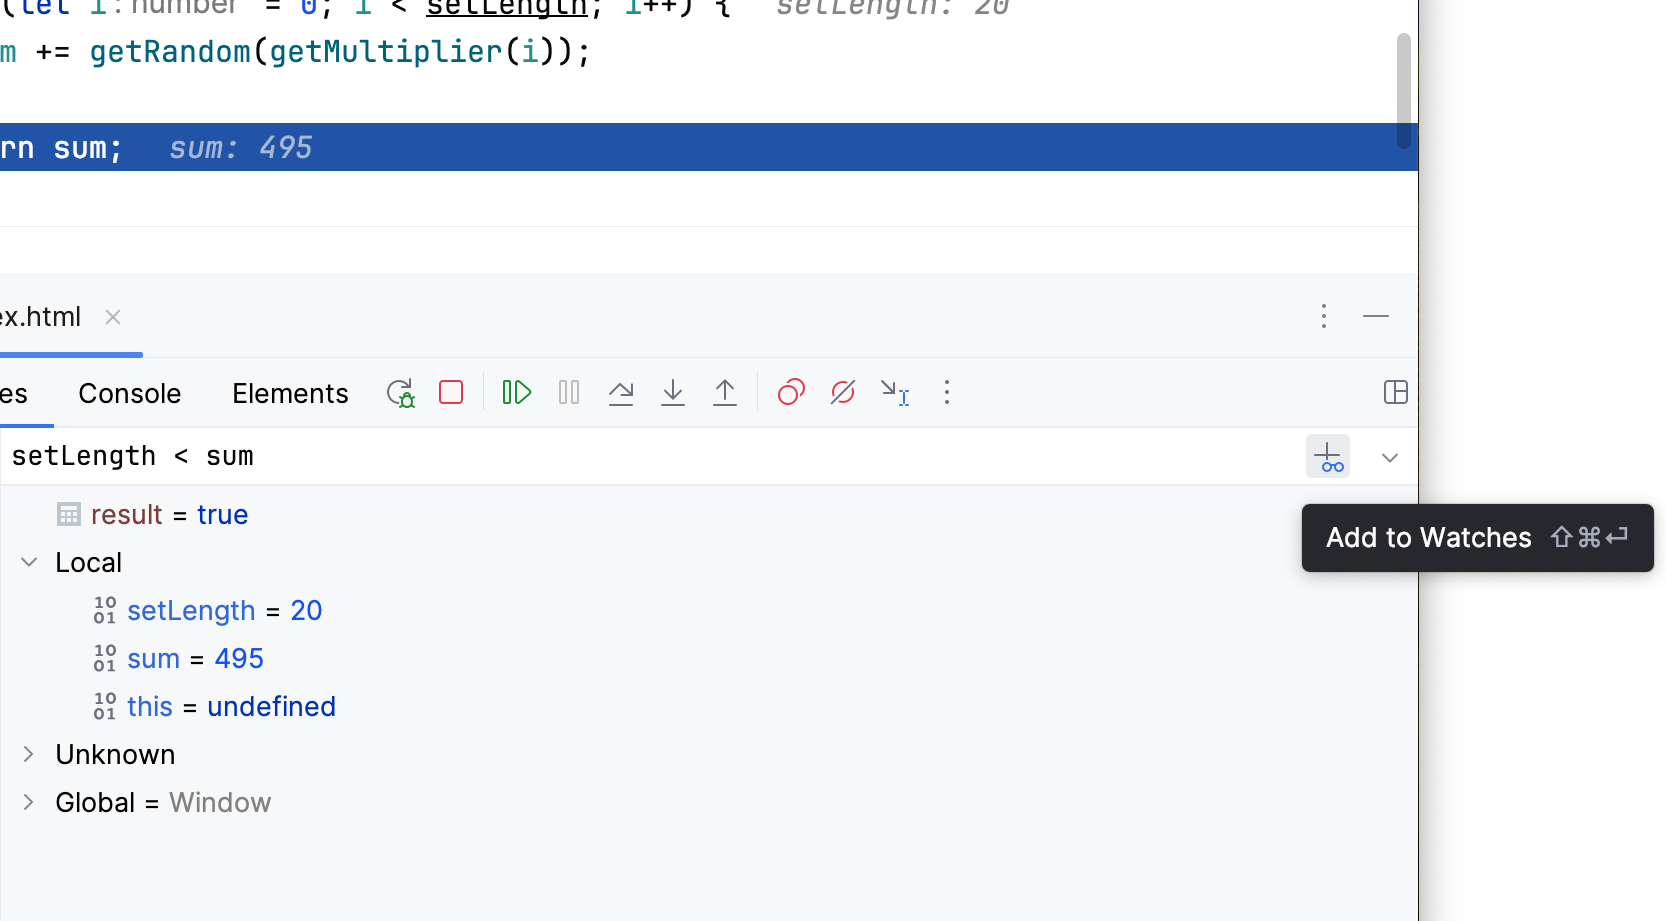 (let i: number = 0; i < setLength; i++) { setLength: 20
m += getRandom(getMultiplier(i));
rn sum; sum: 495
ex.html
es Console Elements
setLength < sum
Add to Watches ⇧⌘↵
result = true
Local
setLength = 20
sum = 495
this = undefined
Unknown
Global = Window